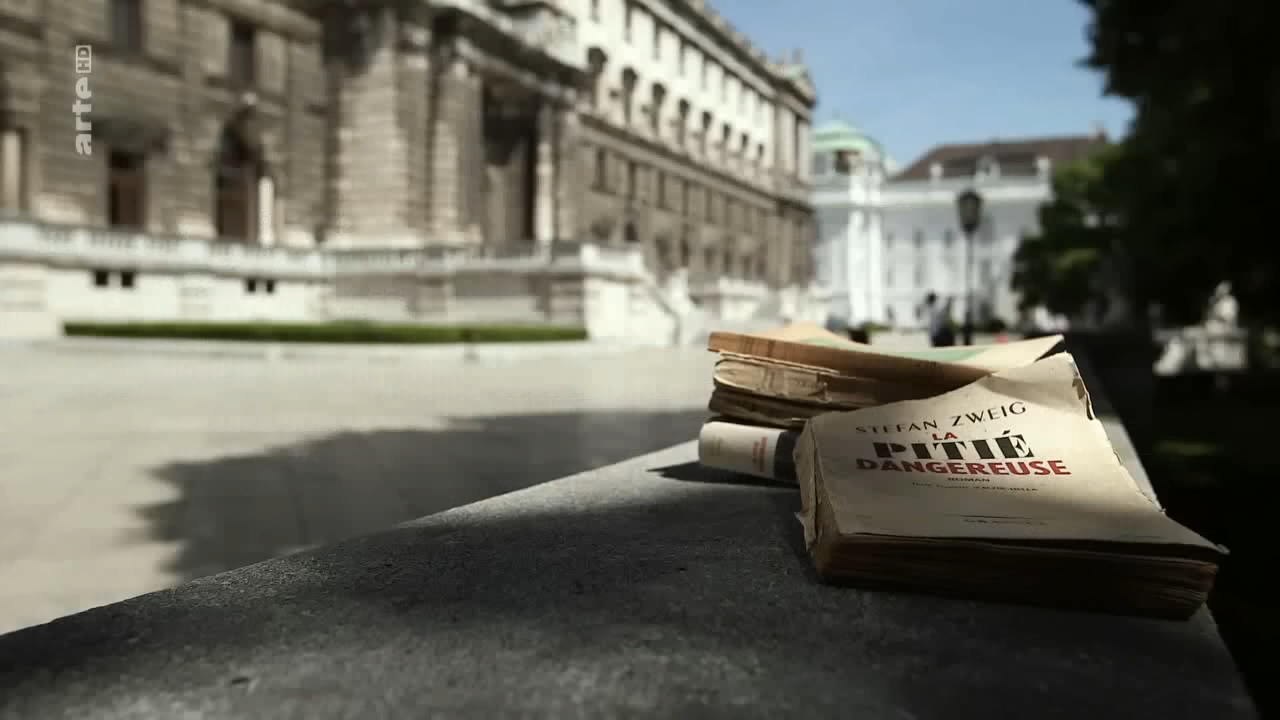 arte HD
STEFAN ZWEIG
LA
PITIÉ
DANGEREUSE
ROMAN